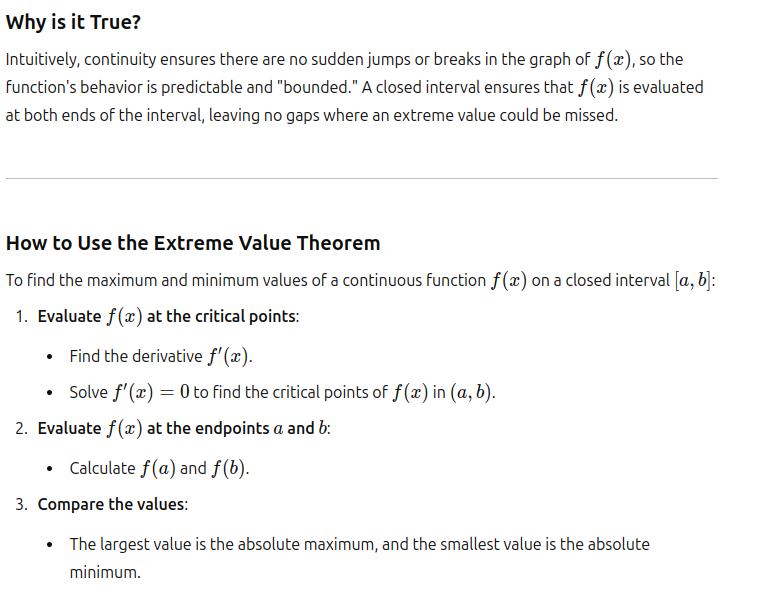 Why is it True?
Intuitively, continuity ensures there are no sudden jumps or breaks in the graph of f(x), so the
function's behavior is predictable and "bounded." A closed interval ensures that f(x) is evaluated
at both ends of the interval, leaving no gaps where an extreme value could be missed.
How to Use the Extreme Value Theorem
To find the maximum and minimum values of a continuous function f(x) on a closed interval [a, b]:
1. Evaluate f(x) at the critical points:
• Find the derivative f′(x).
• Solve f′(x) = 0 to find the critical points of f(x) in (a, b).
2. Evaluate f(x) at the endpoints a and b:
• Calculate f(a) and f(b).
3. Compare the values:
• The largest value is the absolute maximum, and the smallest value is the absolute
minimum.